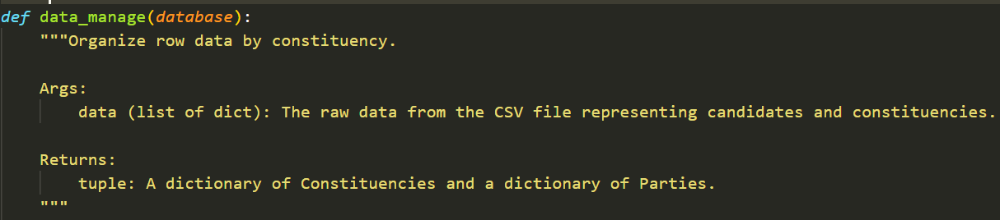 def data_manage(database):
"""Organize row data by constituency.
Args:
data (list of dict): The raw data from the CSV file representing candidates and constituencies.
Returns:
tuple: A dictionary of Constituencies and a dictionary of Parties.
"""